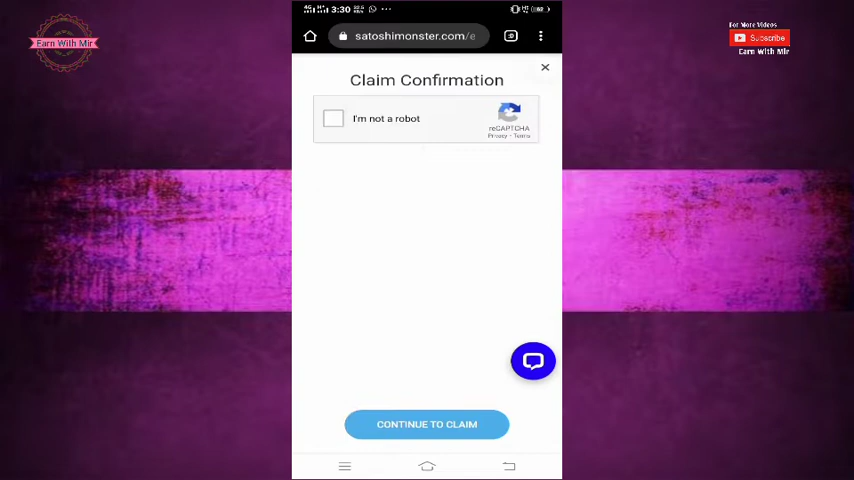 Earn With Mir
For More Videos
Subscribe
Earn With Mir
3:30
satoshimonster.com/e
Claim Confirmation
I'm not a robot
reCAPTCHA
Privacy - Terms
CONTINUE TO CLAIM